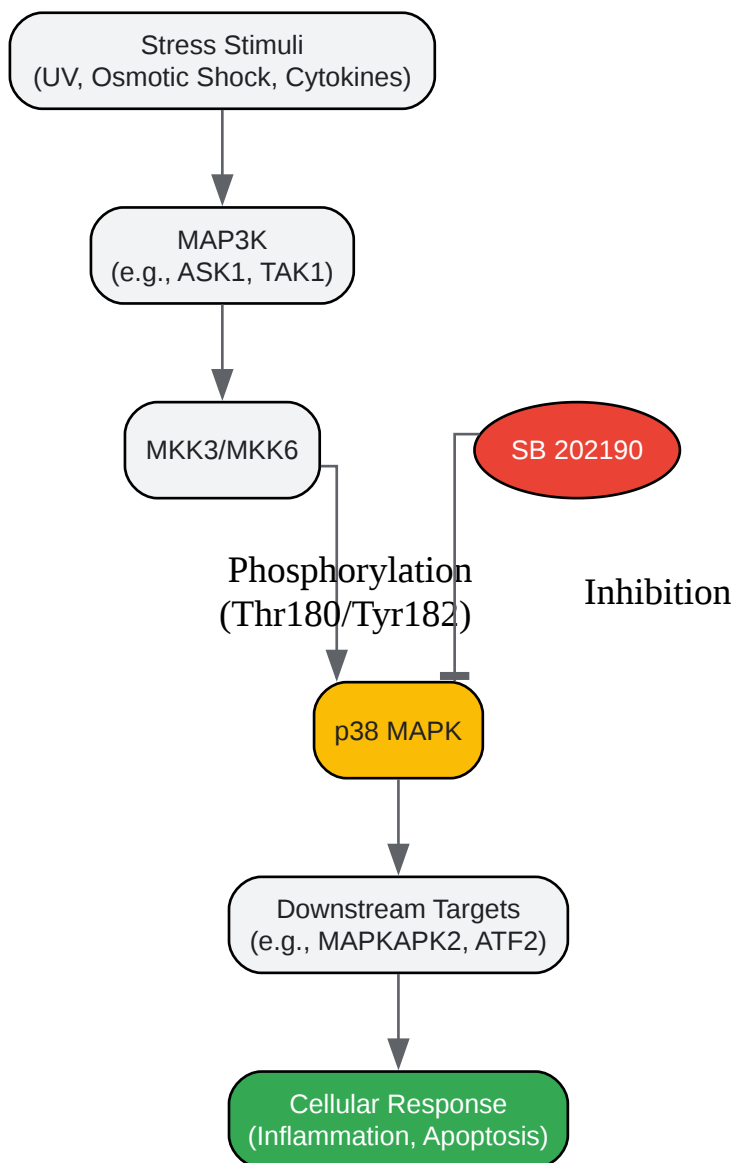 Stress Stimuli
(UV, Osmotic Shock, Cytokines)
MAP3K
(e.g., ASK1, TAK1)
MKK3/MKK6
SB 202190
Phosphorylation
(Thr180/Tyr182)
Inhibition
p38 MAPK
Downstream Targets
(e.g., MAPKAPK2, ATF2)
Cellular Response
(Inflammation, Apoptosis)